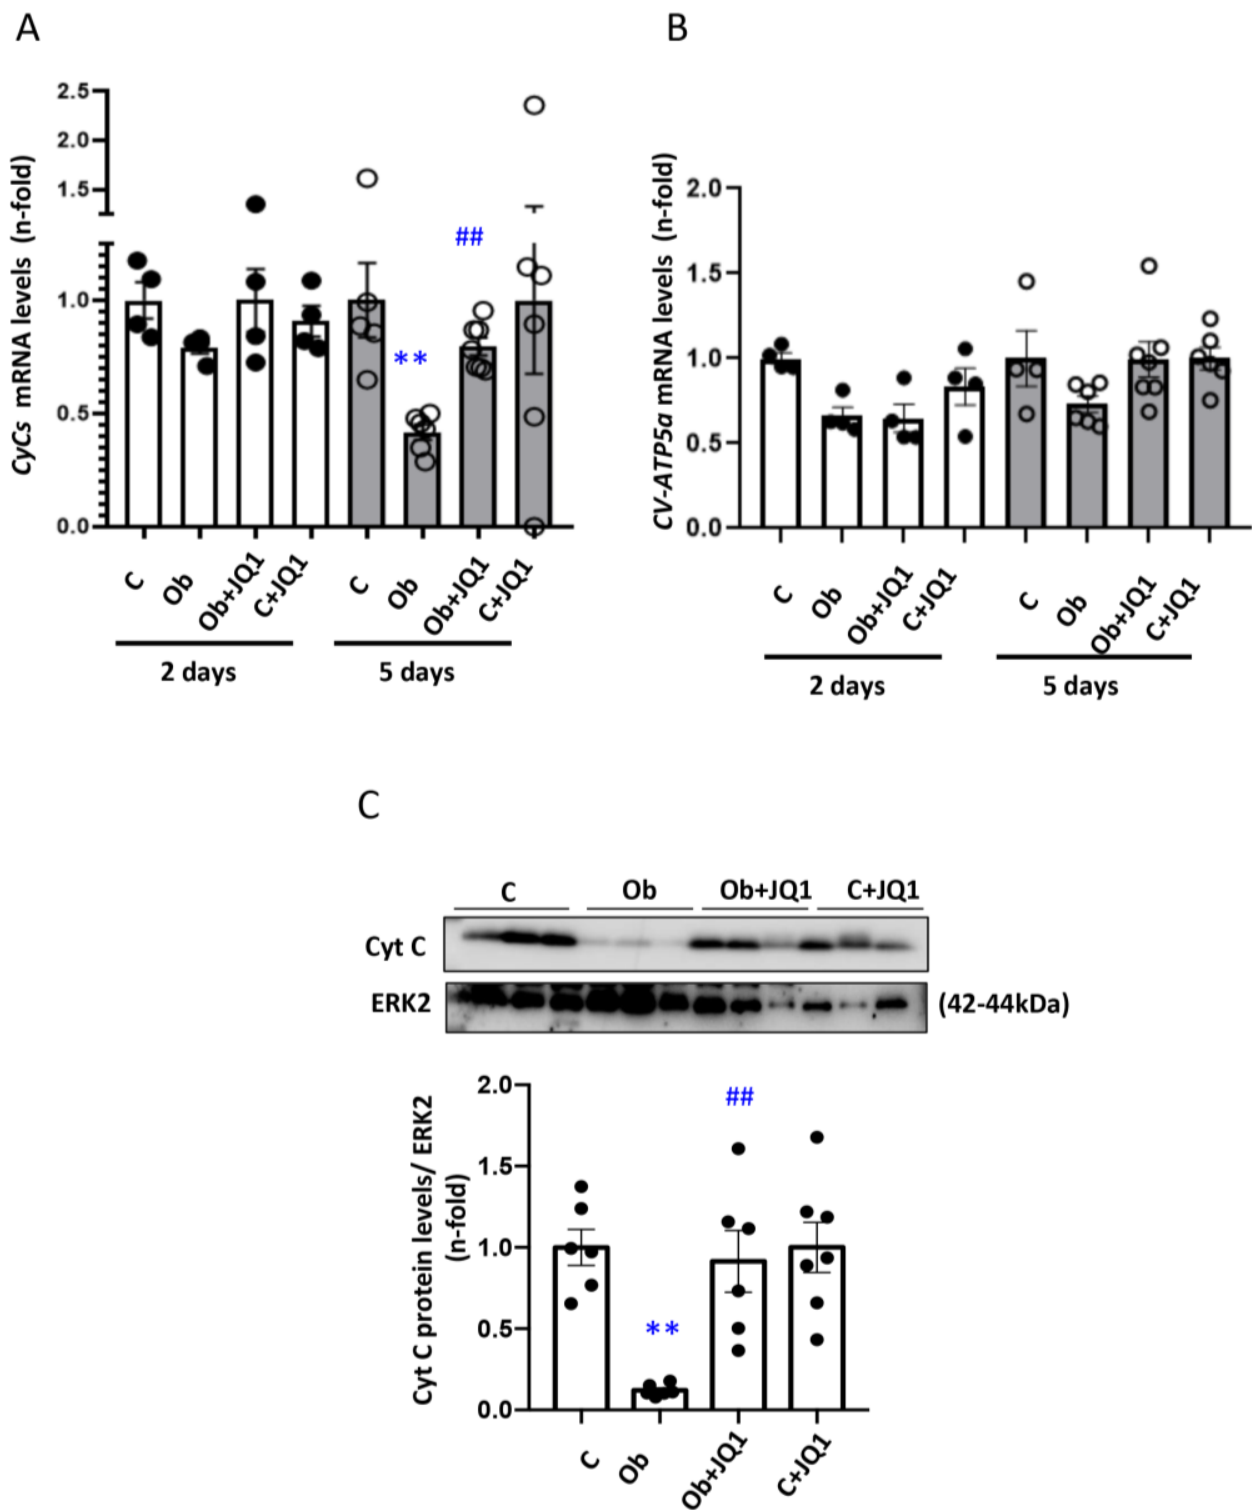 A
CyCs mRNA levels (n-fold)
2.5
2.0
1.5
1.0
0.5
0.0
**
##
C
Ob
Ob+JQ1
C+JQ1
C
Ob
Ob+JQ1
C+JQ1
2 days
5 days
B
CV-ATP5a mRNA levels (n-fold)
2.0
1.5
1.0
0.5
0.0
C
Ob
Ob+JQ1
C+JQ1
C
Ob
Ob+JQ1
C+JQ1
2 days
5 days
C
C
Ob
Ob+JQ1
C+JQ1
Cyt C
ERK2
(42-44kDa)
Cyt C protein levels/ ERK2
(n-fold)
2.0
1.5
1.0
0.5
0.0
**
##
C
Ob
Ob+JQ1
C+JQ1